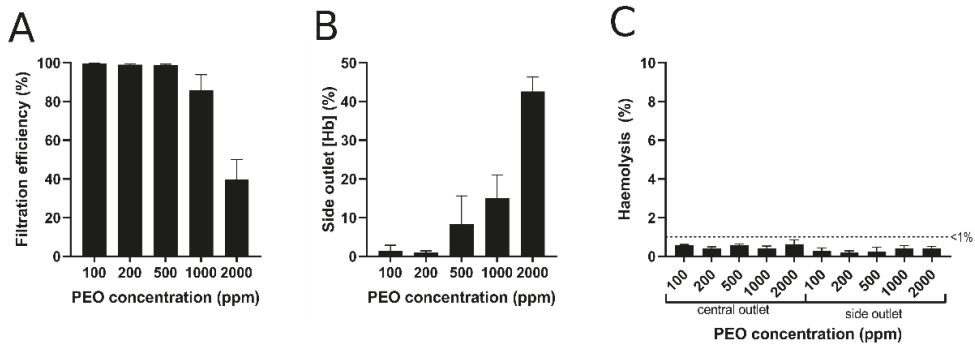 A
Filtration efficiency (%)
100
80
60
40
20
0
100 200 500 1000 2000
PEO concentration (ppm)
B
Side outlet [Hb] (%)
50
40
30
20
10
0
100 200 500 1000 2000
PEO concentration (ppm)
C
Haemolysis (%)
10
8
6
4
2
0
<1%
100 200 500 1000 2000 100 200 500 1000 2000
central outlet side outlet
PEO concentration (ppm)